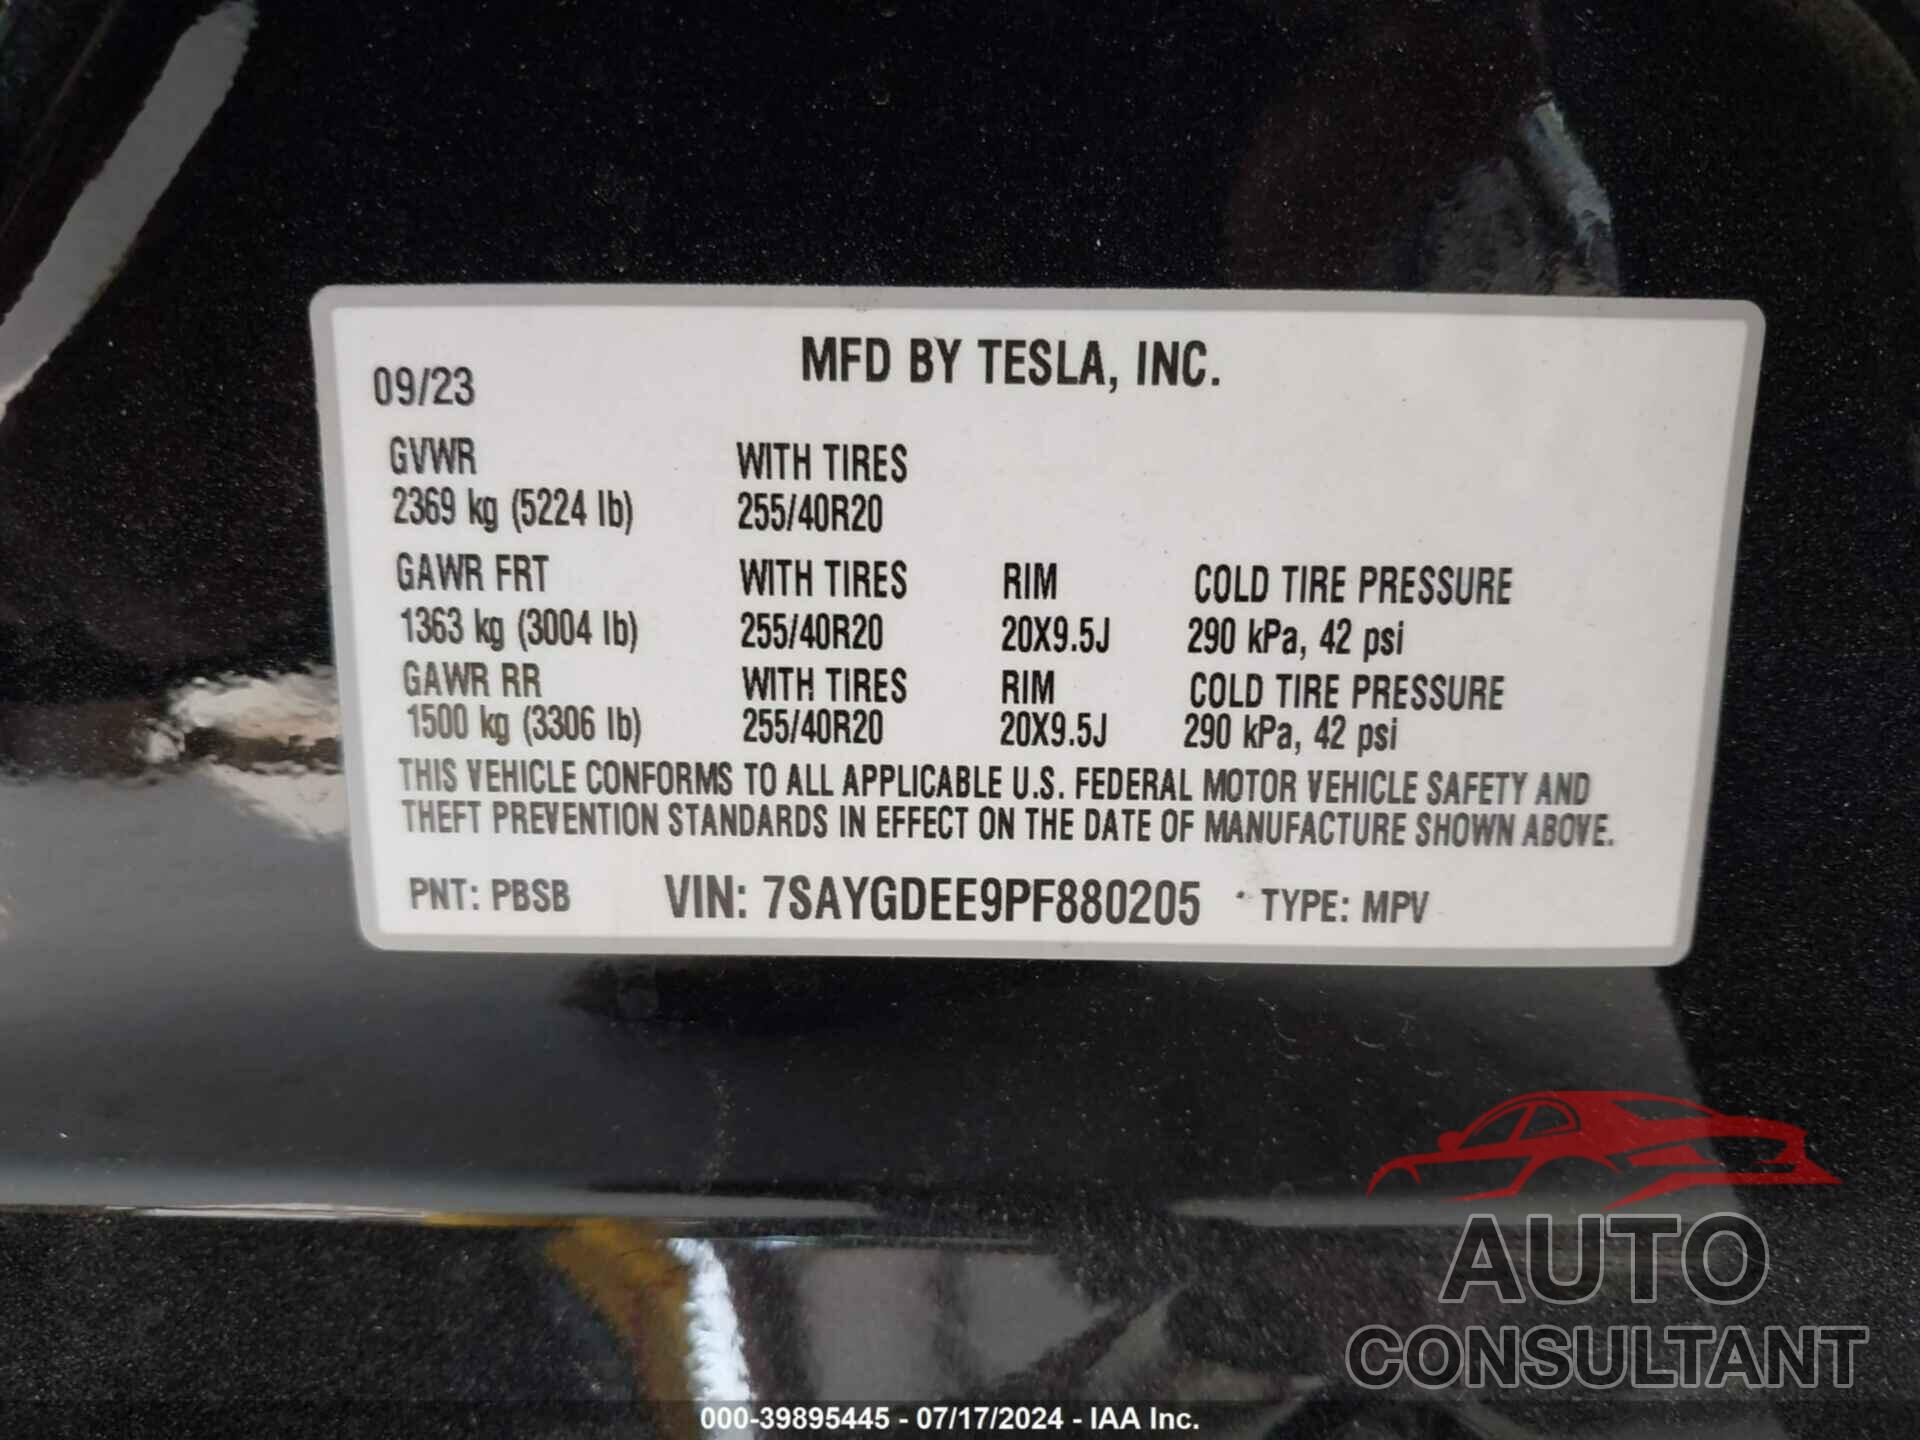 MFD BY TESLA, INC.
09/23
GVWR WITH TIRES
2369 kg (5224 lb) 255/40R20
GAWR FRT WITH TIRES RIM COLD TIRE PRESSURE
1363 kg (3004 lb) 255/40R20 20X9.5J 290 kPa, 42 psi
GAWR RR WITH TIRES RIM COLD TIRE PRESSURE
1500 kg (3306 lb) 255/40R20 20X9.5J 290 kPa, 42 psi
THIS VEHICLE CONFORMS TO ALL APPLICABLE U.S. FEDERAL MOTOR VEHICLE SAFETY AND
THEFT PREVENTION STANDARDS IN EFFECT ON THE DATE OF MANUFACTURE SHOWN ABOVE.
PNT: PBSB VIN: 7SAYGDEE9PF880205 TYPE: MPV
AUTO
CONSULTANT
000-39895445 - 07/17/2024 - IAA Inc.